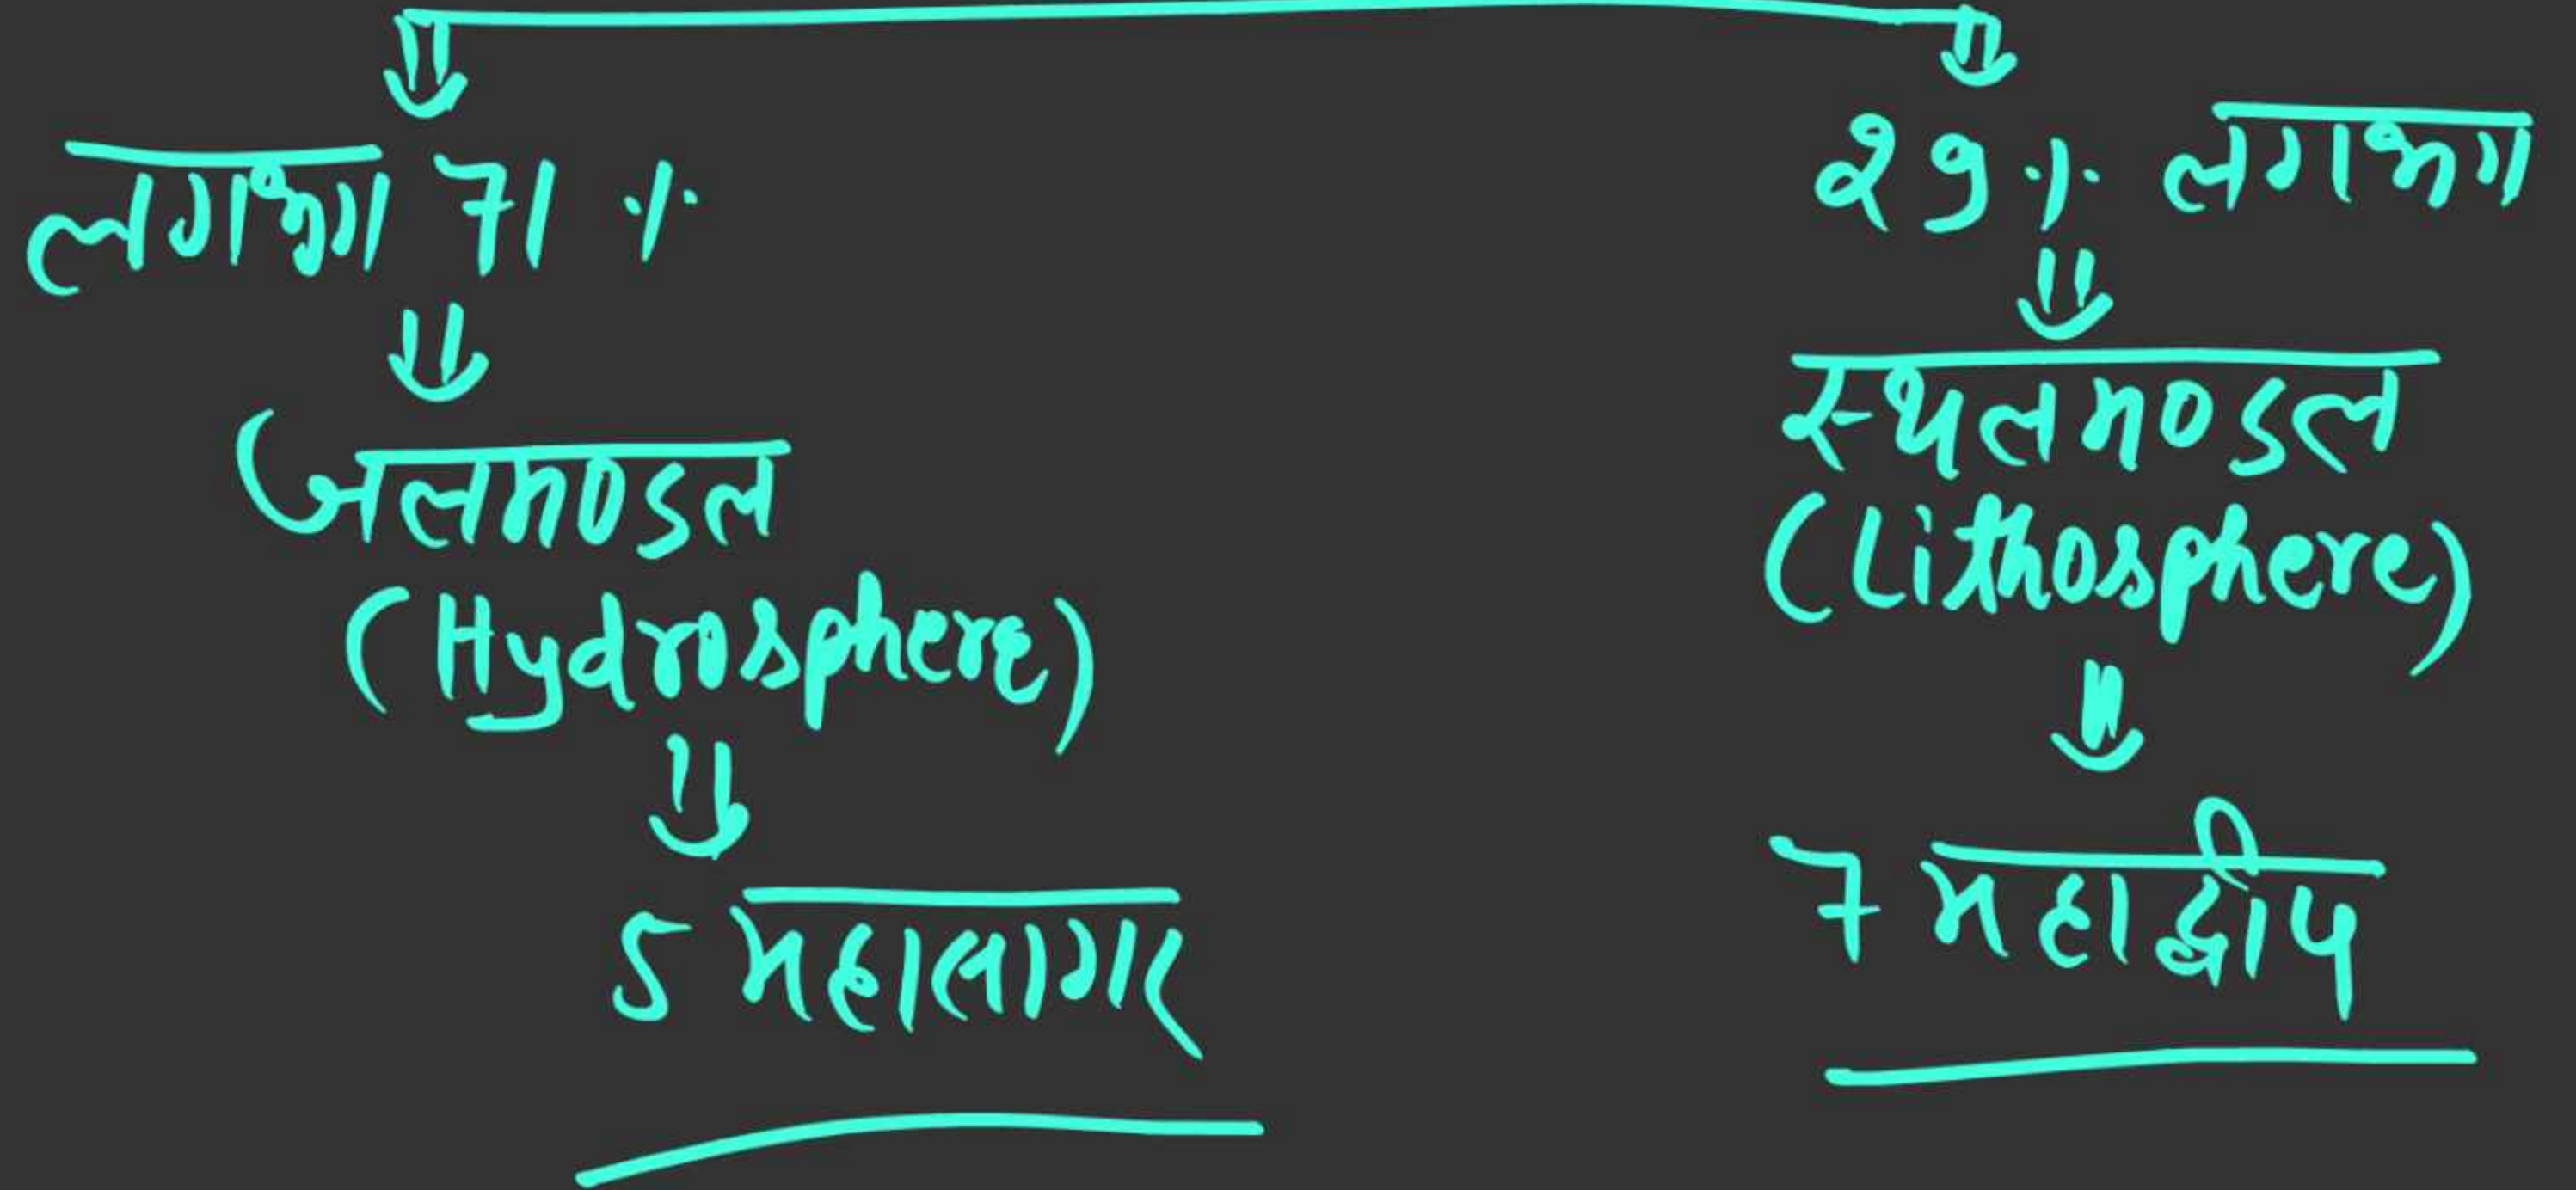 लगभग 71 %
जलमण्डल
(Hydrosphere)
5 महासागर
29 % लगभग
स्थलमण्डल
(Lithosphere)
7 महाद्वीप